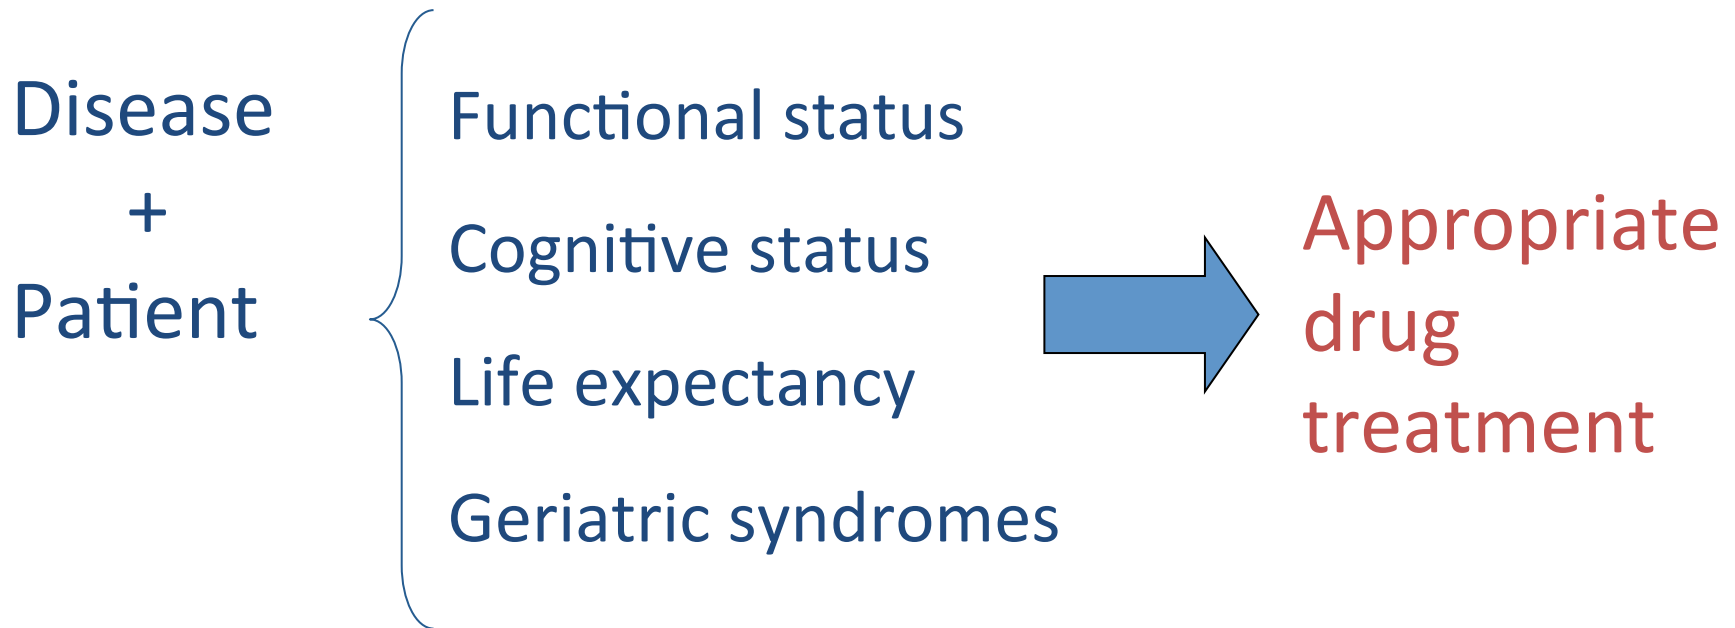 Disease
+
Patient
Functional status
Cognitive status
Life expectancy
Geriatric syndromes
Appropriate
drug
treatment